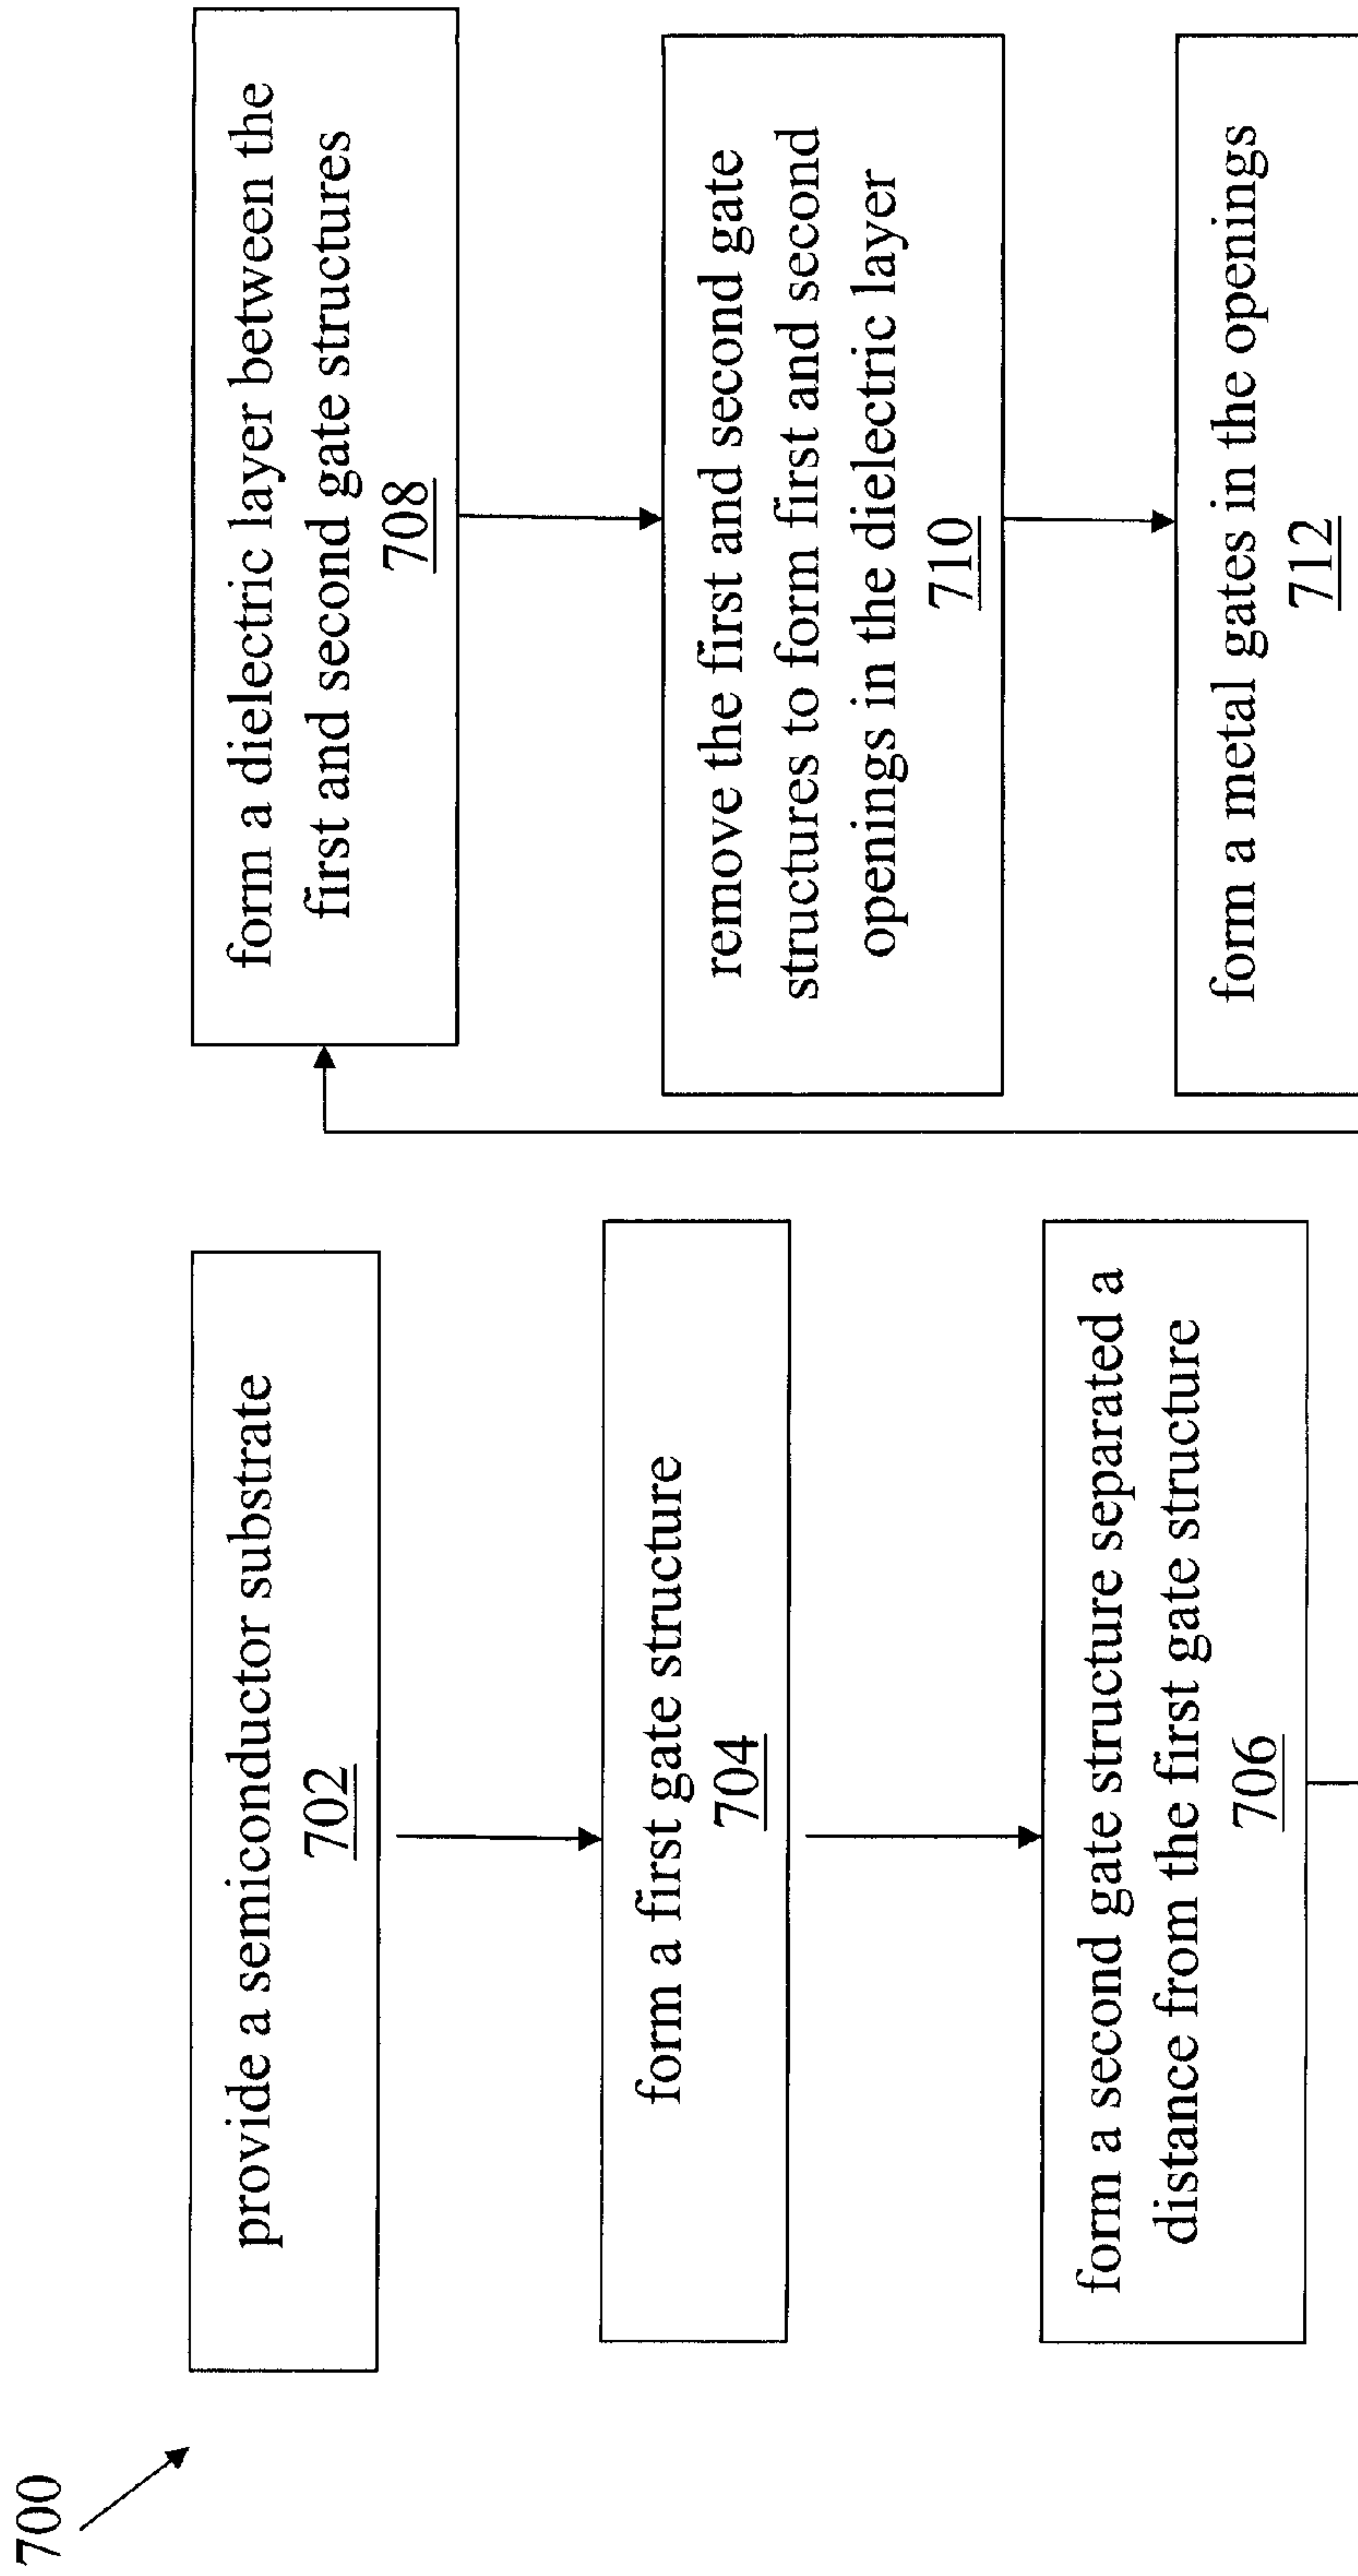 700
provide a semiconductor substrate
702
form a first gate structure
704
form a second gate structure separated a
distance from the first gate structure
706
form a dielectric layer between the
first and second gate structures
708
remove the first and second gate
structures to form first and second
openings in the dielectric layer
710
form a metal gates in the openings
712